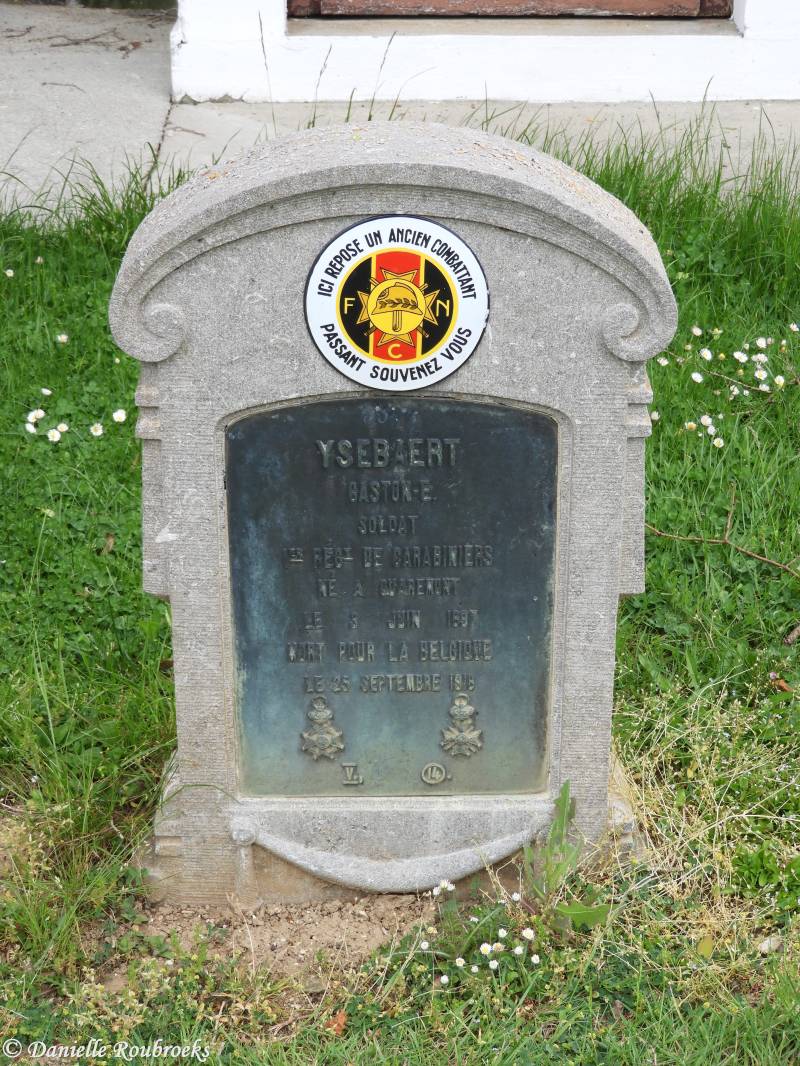 ICI REPOSE UN ANCIEN COMBATTANT
F N C
PASSANT SOUVENEZ VOUS
YSEBAERT
GASTON-E.
SOLDAT
1ER RÉGT DE CARABINIERS
NÉ A QUAREMONT
LE 3 JUIN 1897
MORT POUR LA BELGIQUE
LE 25 SEPTEMBRE 1918
V. 14.
© Danielle Roubroeks